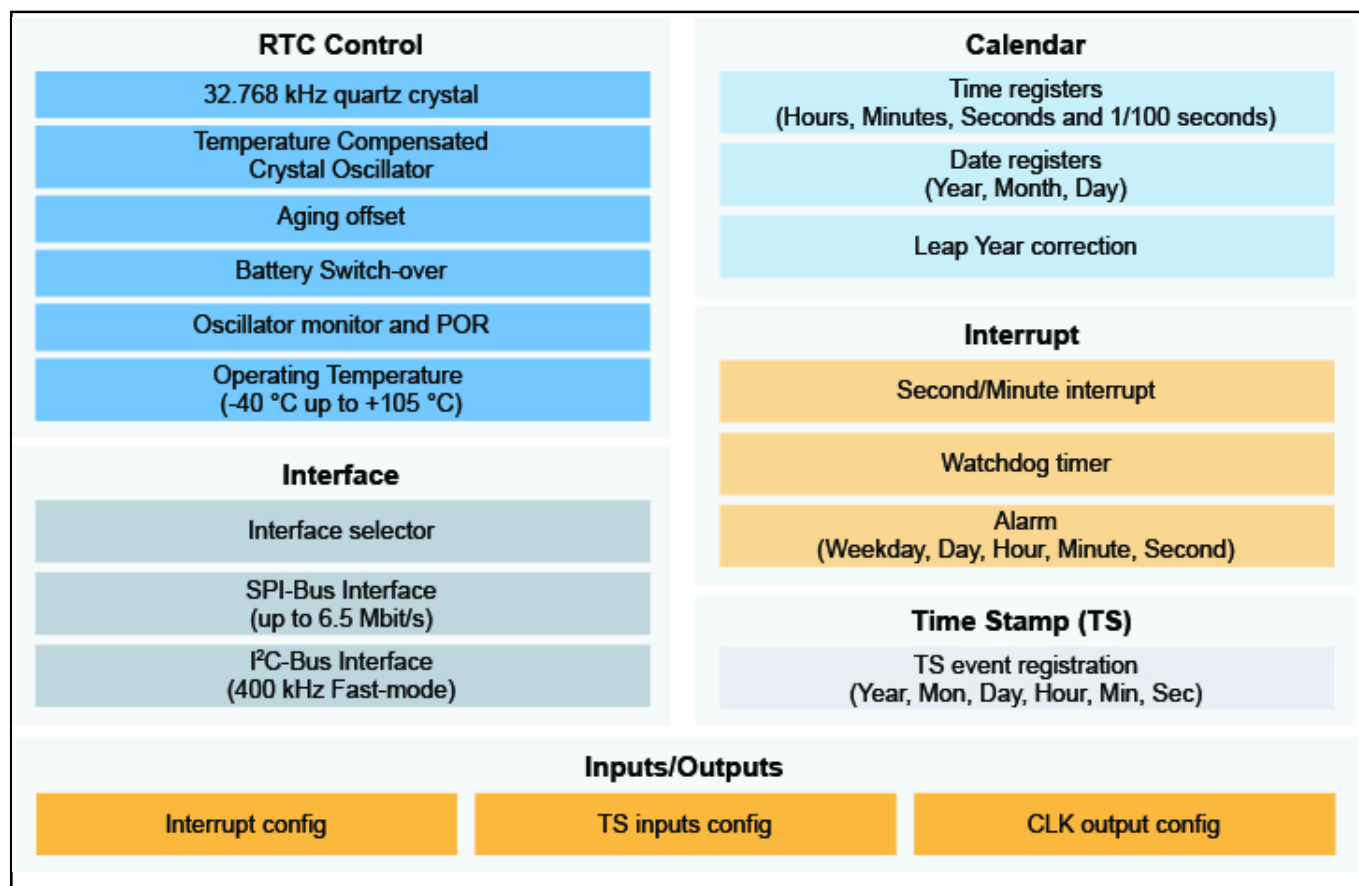 RTC Control
32.768 kHz quartz crystal
Temperature Compensated
Crystal Oscillator
Aging offset
Battery Switch-over
Oscillator monitor and POR
Operating Temperature
(-40 °C up to +105 °C)
Interface
Interface selector
SPI-Bus Interface
(up to 6.5 Mbit/s)
I²C-Bus Interface
(400 kHz Fast-mode)
Calendar
Time registers
(Hours, Minutes, Seconds and 1/100 seconds)
Date registers
(Year, Month, Day)
Leap Year correction
Interrupt
Second/Minute interrupt
Watchdog timer
Alarm
(Weekday, Day, Hour, Minute, Second)
Time Stamp (TS)
TS event registration
(Year, Mon, Day, Hour, Min, Sec)
Inputs/Outputs
Interrupt config
TS inputs config
CLK output config